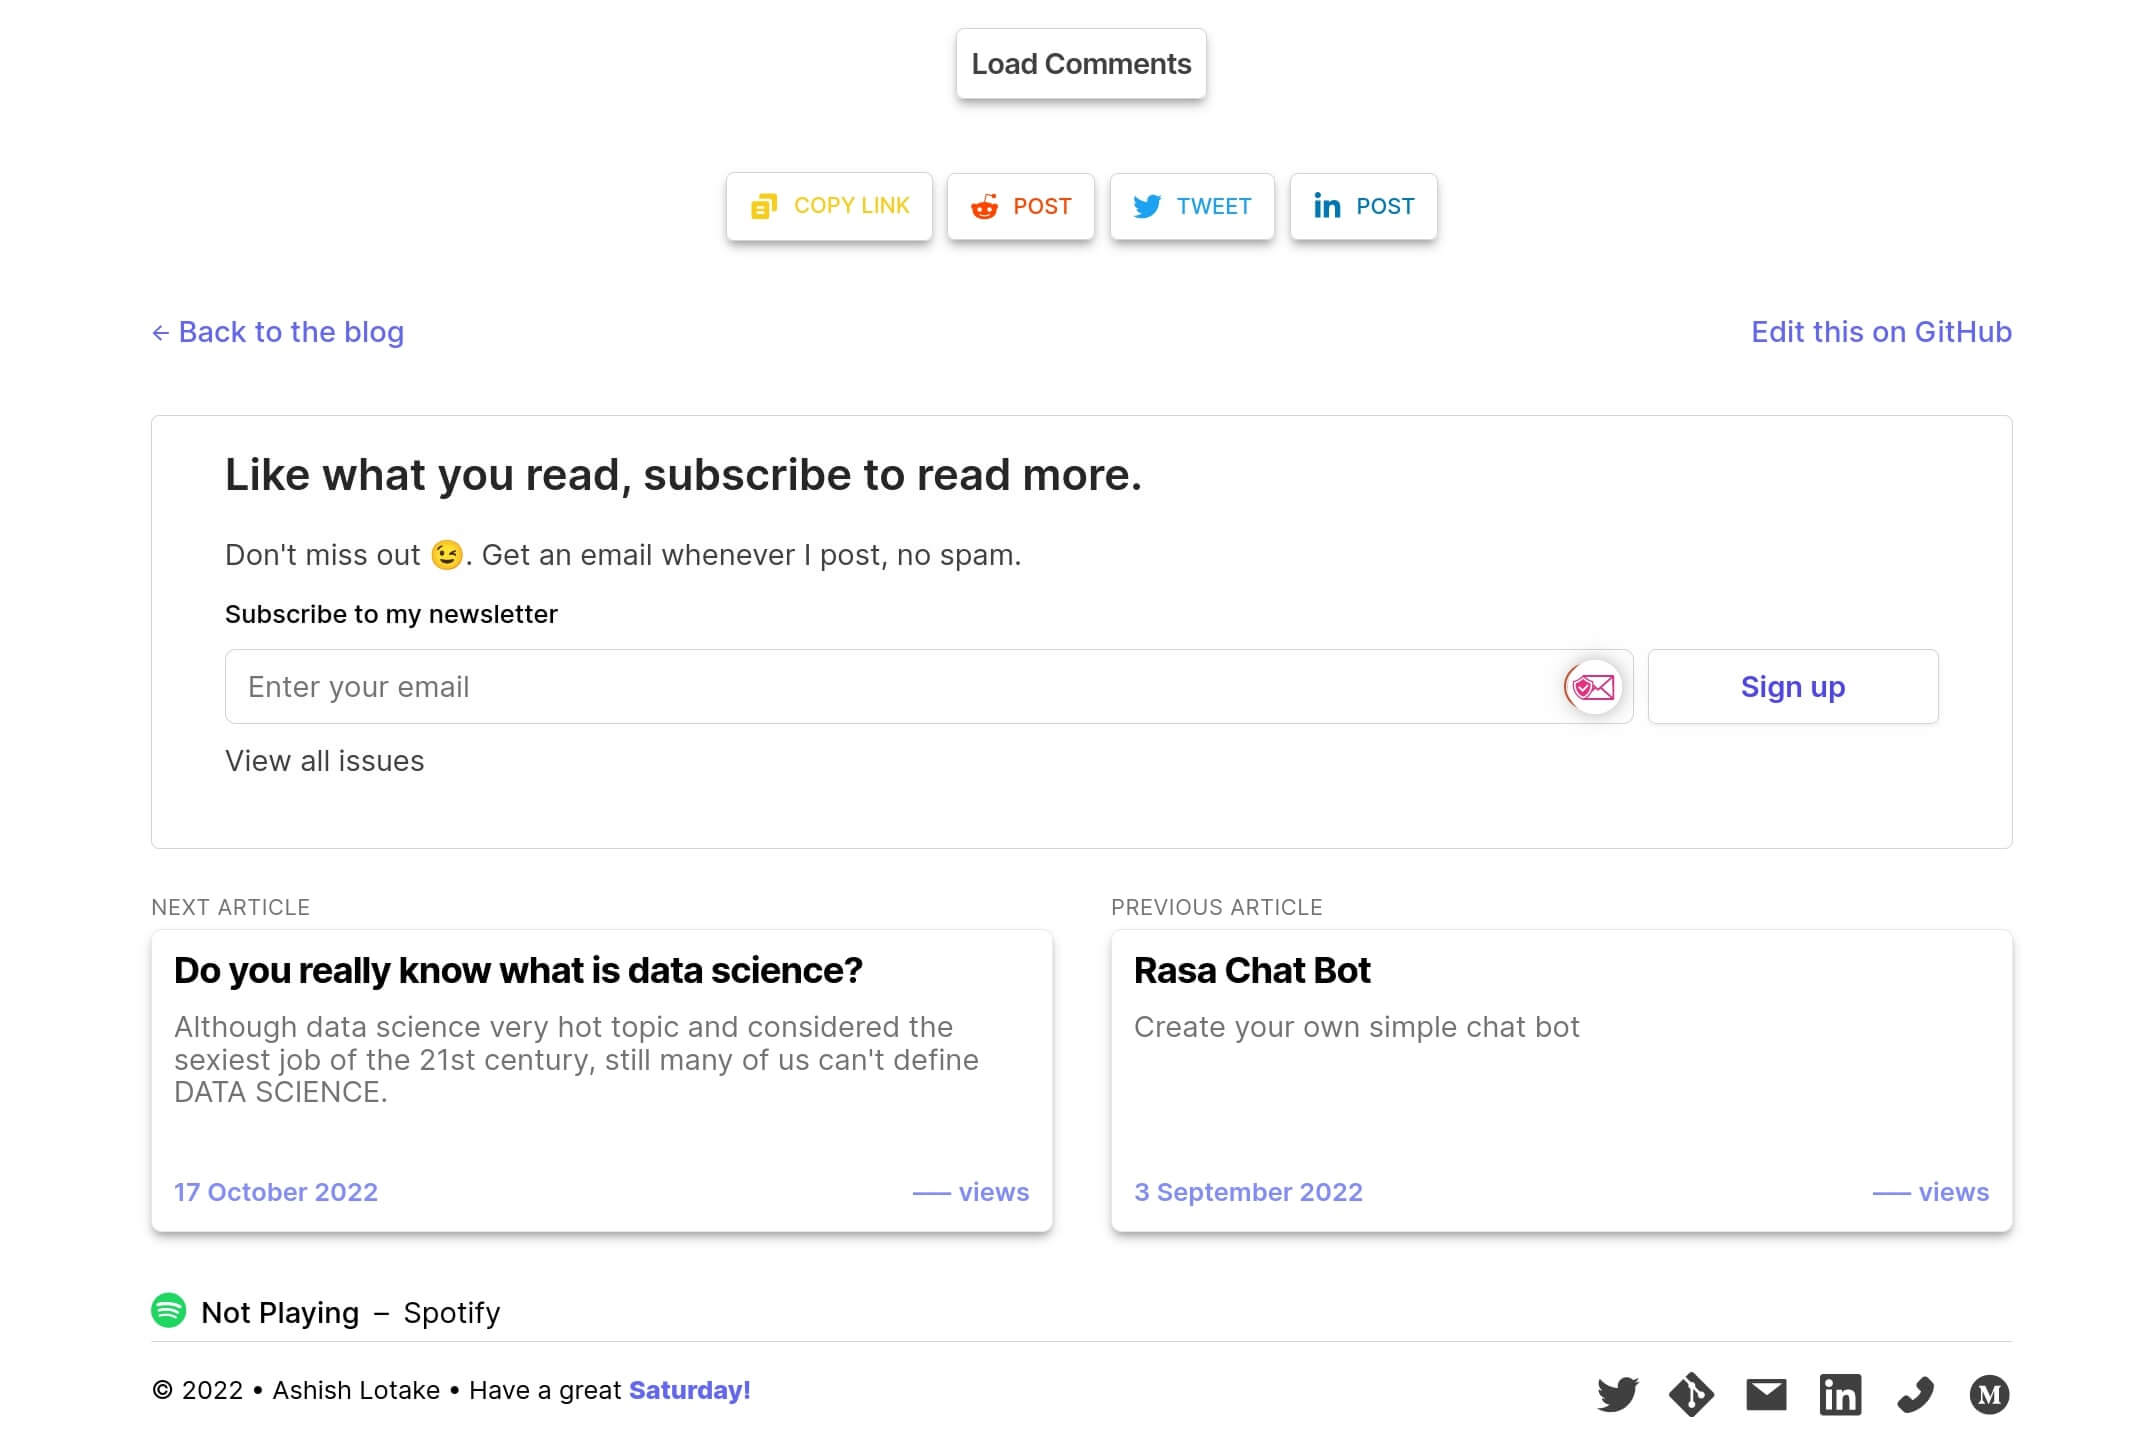 Load Comments
COPY LINK
POST
TWEET
POST
← Back to the blog
Edit this on GitHub
Like what you read, subscribe to read more.
Don't miss out 😉. Get an email whenever I post, no spam.
Subscribe to my newsletter
Enter your email
Sign up
View all issues
NEXT ARTICLE
Do you really know what is data science?
Although data science very hot topic and considered the
sexiest job of the 21st century, still many of us can't define
DATA SCIENCE.
17 October 2022
–– views
PREVIOUS ARTICLE
Rasa Chat Bot
Create your own simple chat bot
3 September 2022
–– views
Not Playing – Spotify
© 2022 • Ashish Lotake • Have a great Saturday!